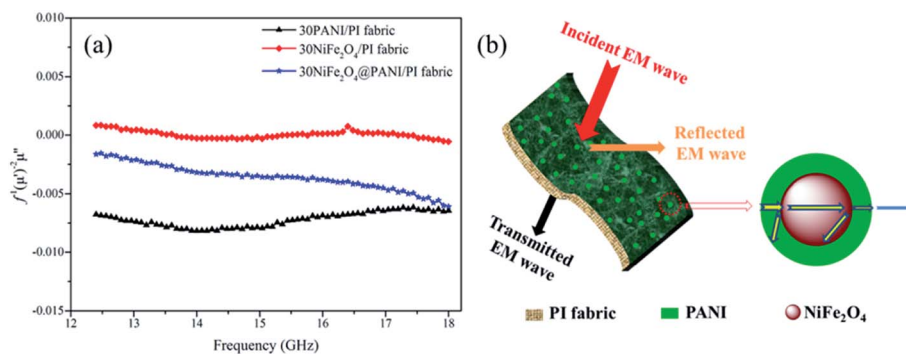 (a)
30PANI/PI fabric
30NiFe₂O₄/PI fabric
30NiFe₂O₄@PANI/PI fabric
0.010
0.005
0.000
-0.005
-0.010
-0.015
f⁻¹(μ')⁻²μ"
12
13
14
15
16
17
18
Frequency (GHz)
(b)
Incident EM wave
Reflected
EM wave
Transmitted
EM wave
PI fabric
PANI
NiFe₂O₄